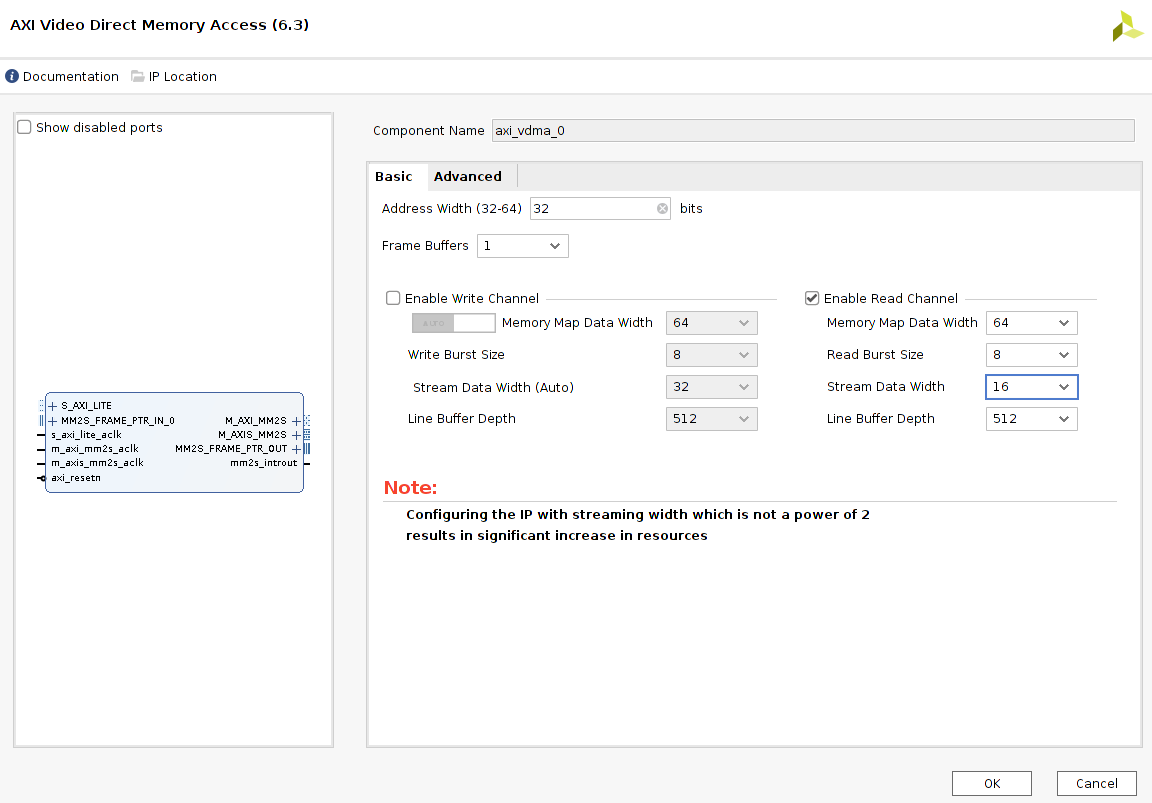 AXI Video Direct Memory Access (6.3)
Documentation IP Location
Show disabled ports
S_AXI_LITE
MM2S_FRAME_PTR_IN_0
s_axi_lite_aclk
m_axi_mm2s_aclk
m_axis_mm2s_aclk
axi_resetn
M_AXI_MM2S
M_AXIS_MM2S
MM2S_FRAME_PTR_OUT
mm2s_introut
Component Name axi_vdma_0
Basic Advanced
Address Width (32-64) 32 bits
Frame Buffers 1
Enable Write Channel
auto Memory Map Data Width 64
Write Burst Size 8
Stream Data Width (Auto) 32
Line Buffer Depth 512
Enable Read Channel
Memory Map Data Width 64
Read Burst Size 8
Stream Data Width 16
Line Buffer Depth 512
Note:
Configuring the IP with streaming width which is not a power of 2
results in significant increase in resources
OK Cancel